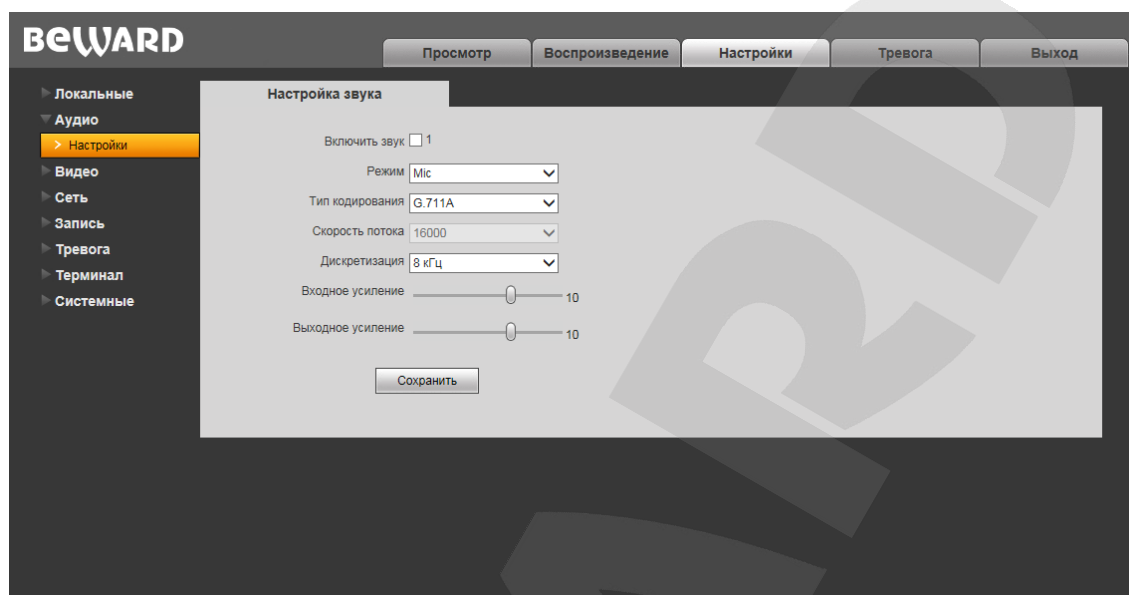 BEWARD
Просмотр Воспроизведение Настройки Тревога Выход
Локальные
Аудио
> Настройки
Видео
Сеть
Запись
Тревога
Терминал
Системные
Настройка звука
Включить звук 1
Режим Mic
Тип кодирования G.711A
Скорость потока 16000
Дискретизация 8 кГц
Входное усиление 10
Выходное усиление 10
Сохранить